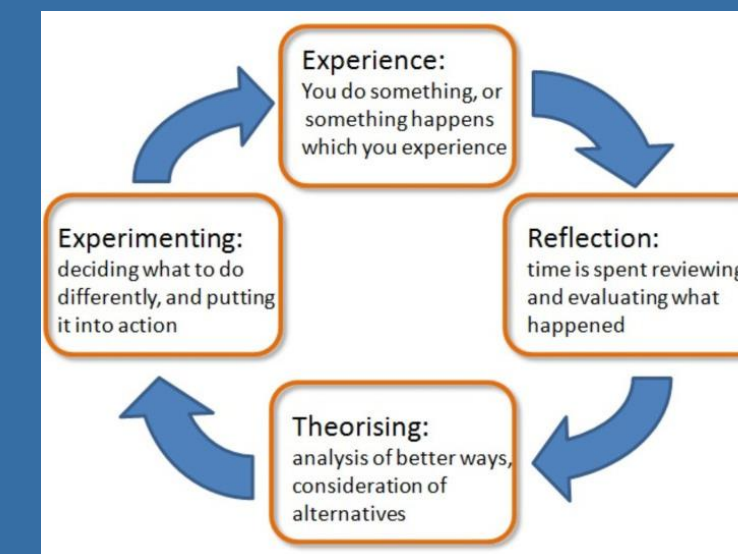 Experience:
You do something, or
something happens
which you experience
Reflection:
time is spent reviewing
and evaluating what
happened
Theorising:
analysis of better ways,
consideration of
alternatives
Experimenting:
deciding what to do
differently, and putting
it into action